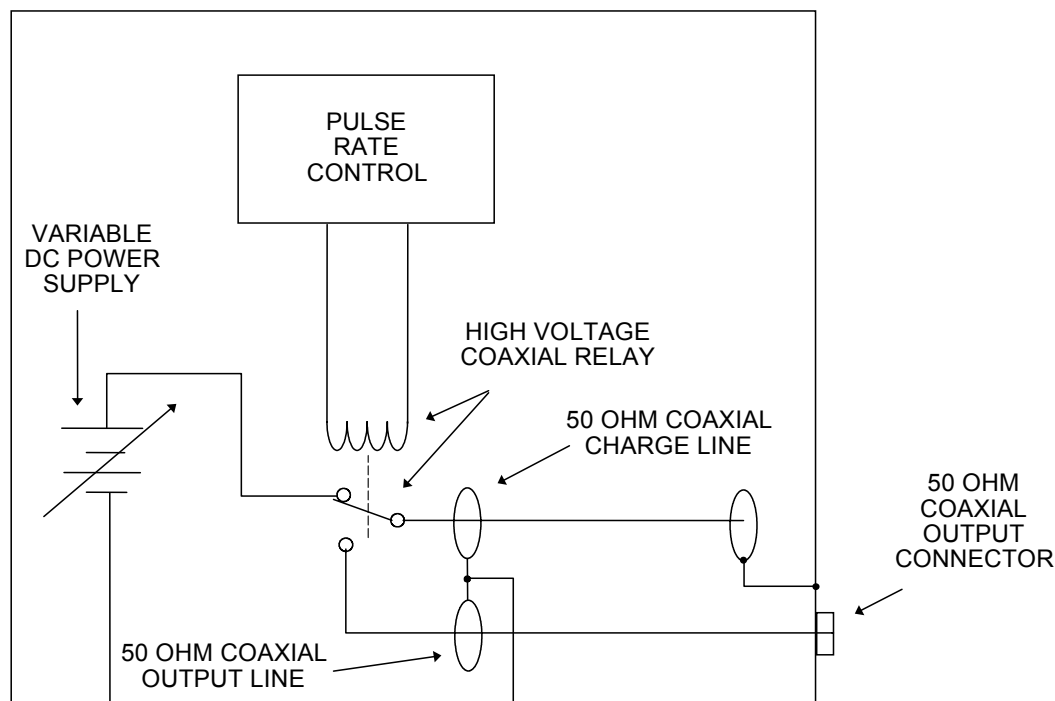 PULSE
RATE
CONTROL
VARIABLE
DC POWER
SUPPLY
HIGH VOLTAGE
COAXIAL RELAY
50 OHM COAXIAL
CHARGE LINE
50 OHM
COAXIAL
OUTPUT
CONNECTOR
50 OHM COAXIAL
OUTPUT LINE